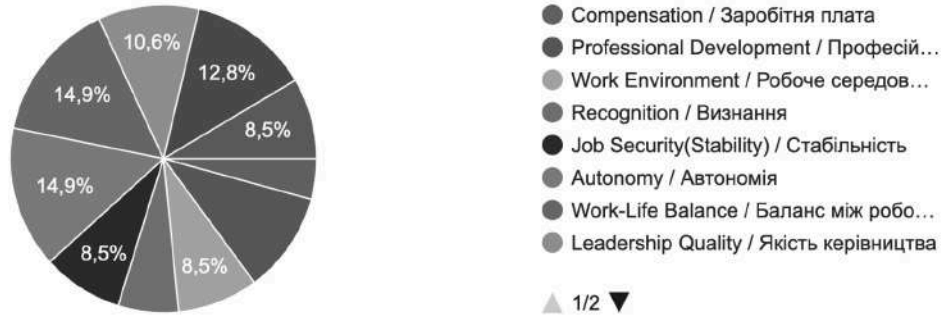 10,6%
12,8%
14,9%
8,5%
14,9%
8,5%
8,5%
Compensation / Заробітня плата
Professional Development / Професій...
Work Environment / Робоче середов...
Recognition / Визнання
Job Security(Stability) / Стабільність
Autonomy / Автономія
Work-Life Balance / Баланс між робо...
Leadership Quality / Якість керівництва
1/2